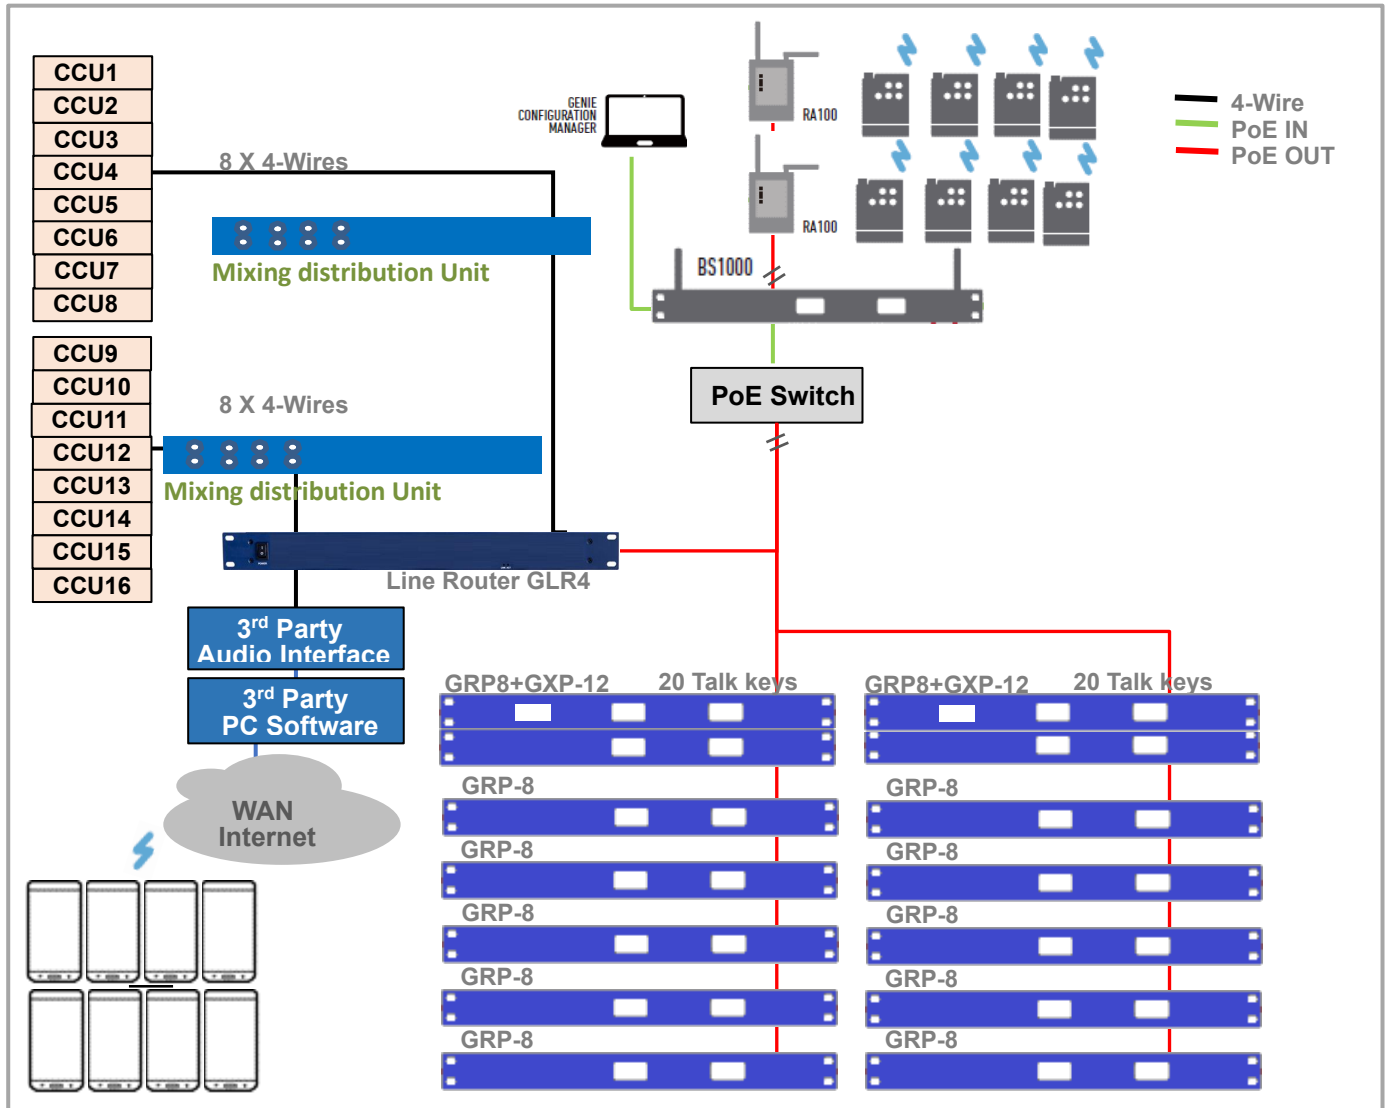 CCU1
CCU2
CCU3
CCU4
CCU5
CCU6
CCU7
CCU8
8 X 4-Wires
Mixing distribution Unit
GENIE
CONFIGURATION
MANAGER
RA100
RA100
BS1000
4-Wire
PoE IN
PoE OUT
CCU9
CCU10
CCU11
CCU12
CCU13
CCU14
CCU15
CCU16
8 X 4-Wires
Mixing distribution Unit
PoE Switch
Line Router GLR4
3rd Party
Audio Interface
3rd Party
PC Software
WAN
Internet
GRP8+GXP-12 20 Talk keys
GRP-8
GRP-8
GRP-8
GRP-8
GRP-8
GRP8+GXP-12 20 Talk keys
GRP-8
GRP-8
GRP-8
GRP-8
GRP-8